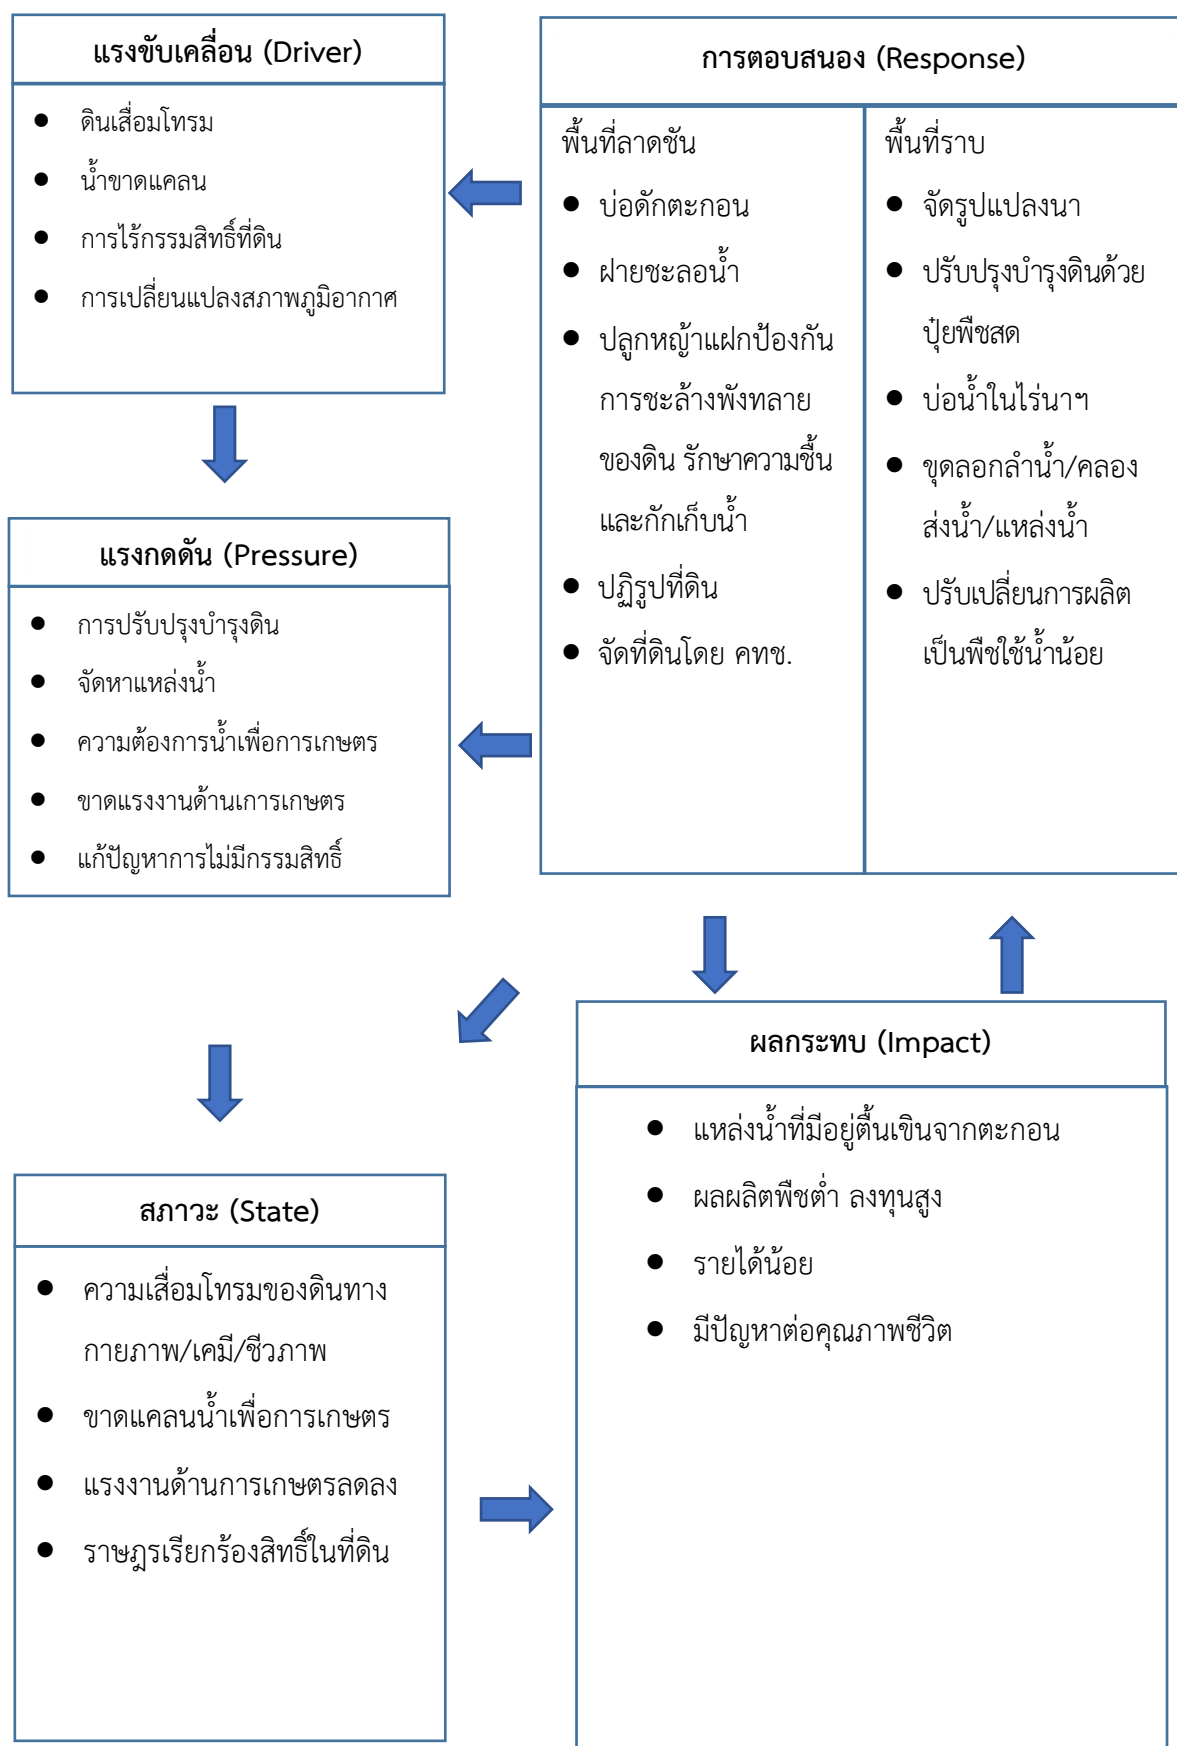 แรงขับเคลื่อน (Driver)
● ดินเสื่อมโทรม
● น้ำขาดแคลน
● การไร้กรรมสิทธิ์ที่ดิน
● การเปลี่ยนแปลงสภาพภูมิอากาศ
การตอบสนอง (Response)
พื้นที่ลาดชัน
● บ่อดักตะกอน
● ฝายชะลอน้ำ
● ปลูกหญ้าแฝกป้องกัน
การชะล้างพังทลาย
ของดิน รักษาความชื้น
และกักเก็บน้ำ
● ปฏิรูปที่ดิน
● จัดที่ดินโดย คทช.
พื้นที่ราบ
● จัดรูปแปลงนา
● ปรับปรุงบำรุงดินด้วย
ปุ๋ยพืชสด
● บ่อน้ำในไร่นาฯ
● ขุดลอกลำน้ำ/คลอง
ส่งน้ำ/แหล่งน้ำ
● ปรับเปลี่ยนการผลิต
เป็นพืชใช้น้ำน้อย
แรงกดดัน (Pressure)
● การปรับปรุงบำรุงดิน
● จัดหาแหล่งน้ำ
● ความต้องการน้ำเพื่อการเกษตร
● ขาดแรงงานด้านเการเกษตร
● แก้ปัญหาการไม่มีกรรมสิทธิ์
ผลกระทบ (Impact)
● แหล่งน้ำที่มีอยู่ตื้นเขินจากตะกอน
● ผลผลิตพืชต่ำ ลงทุนสูง
● รายได้น้อย
● มีปัญหาต่อคุณภาพชีวิต
สภาวะ (State)
● ความเสื่อมโทรมของดินทาง
กายภาพ/เคมี/ชีวภาพ
● ขาดแคลนน้ำเพื่อการเกษตร
● แรงงานด้านการเกษตรลดลง
● ราษฎรเรียกร้องสิทธิ์ในที่ดิน